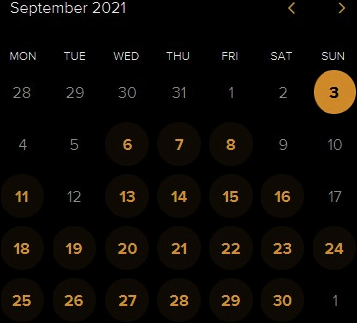 September 2021
MON TUE WED THU FRI SAT SUN
28 29 30 31 1 2 3
4 5 6 7 8 9 10
11 12 13 14 15 16 17
18 19 20 21 22 23 24
25 26 27 28 29 30 1